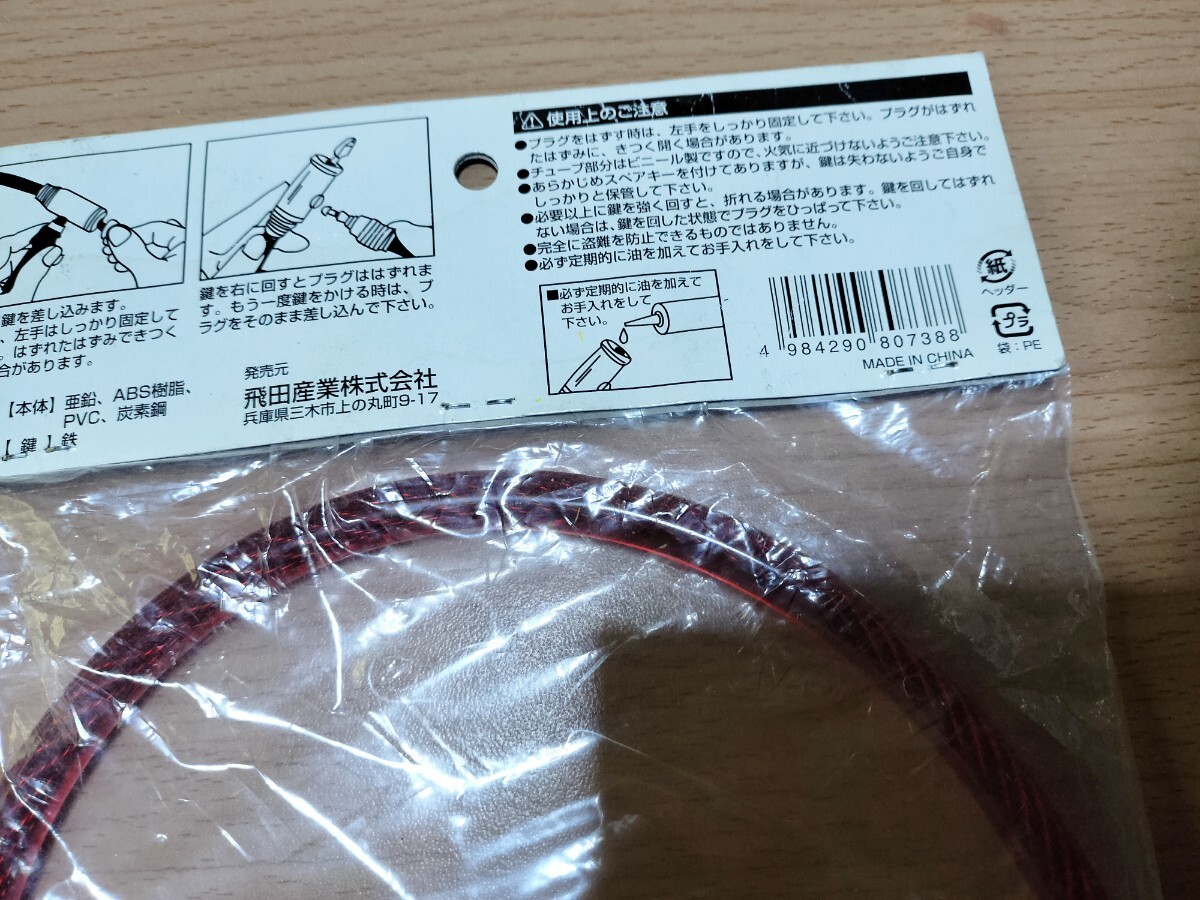 鍵を差し込みます。
、左手はしっかり固定して
。はずれたはずみできつく
合があります。
【本体】亜鉛、ABS樹脂、
PVC、炭素鋼
【鍵】鉄
鍵を右に回すとプラグははずれま
す。もう一度鍵をかける時は、プ
ラグをそのまま差し込んで下さい。
発売元
飛田産業株式会社
兵庫県三木市上の丸町9-17
使用上のご注意
●プラグをはずす時は、左手をしっかり固定して下さい。プラグがはずれ
たはずみに、きつく開く場合があります。
●チューブ部分はビニール製ですので、火気に近づけないようご注意下さい。
●あらかじめスペアキーを付けてありますが、鍵は失わないようご自身で
しっかりと保管して下さい。
●必要以上に鍵を強く回すと、折れる場合があります。鍵を回してはずれ
ない場合は、鍵を回した状態でプラグをひっぱって下さい。
●完全に盗難を防止できるものではありません。
●必ず定期的に油を加えてお手入れをして下さい。
■必ず定期的に油を加えて
お手入れをして
下さい。
4 984290 807388
MADE IN CHINA
紙
ヘッダー
プラ
袋:PE